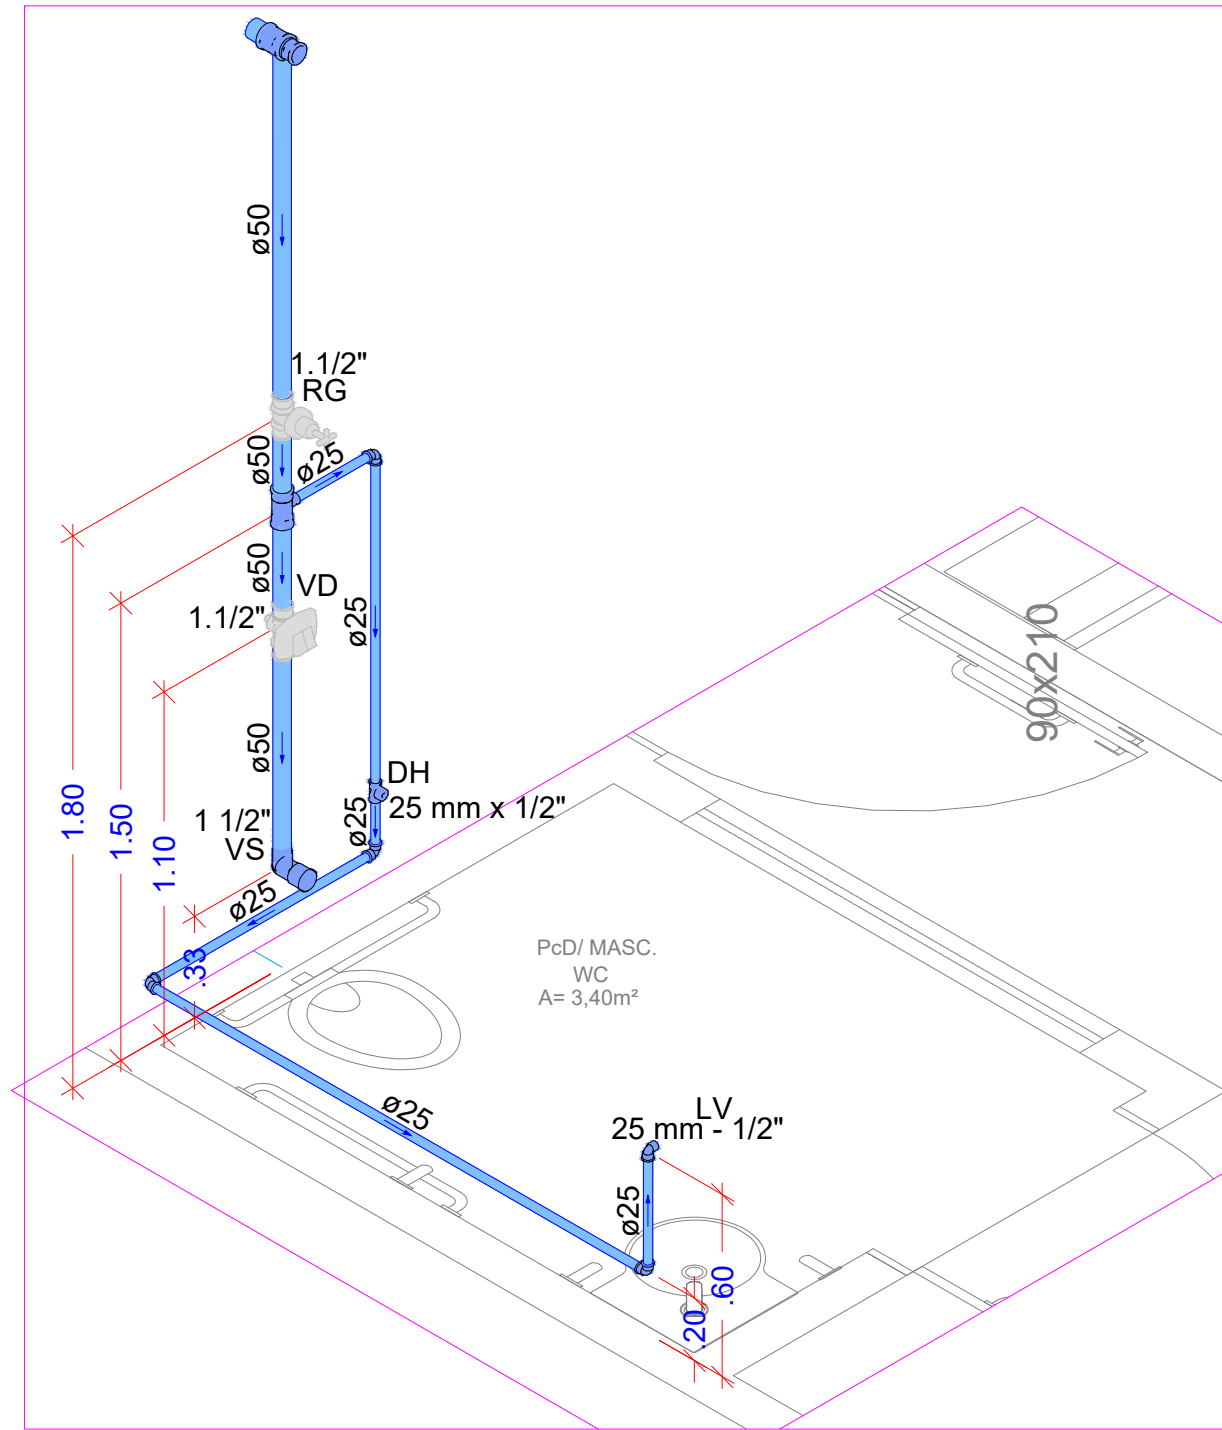 ø50
1.1/2"
RG
ø50
ø25
ø50
VD
1.1/2"
ø25
ø50
DH
25 mm x 1/2"
ø25
1 1/2"
VS
ø25
1.80
1.50
1.10
.33
90x210
PcD/ MASC.
WC
A= 3,40m²
ø25
LV
25 mm - 1/2"
ø25
.60
.20